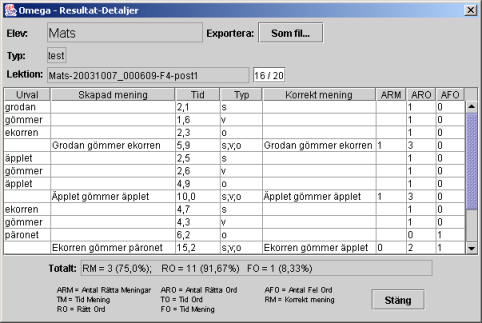 Omega - Resultat-Detaljer
Elev: Mats Exportera: Som fil...
Typ: test
Lektion: Mats-20031007_000609-F4-post1 16 / 20
Urval Skapad mening Tid Typ Korrekt mening ARM ARO AFO
grodan 2,1 s 1 0
gömmer 1,6 v 1 0
ekorren 2,3 o 1 0
Grodan gömmer ekorren 5,9 s;v;o Grodan gömmer ekorren 1 3 0
äpplet 2,5 s 1 0
gömmer 2,6 v 1 0
äpplet 4,9 o 1 0
Äpplet gömmer äpplet 10,0 s;v;o Äpplet gömmer äpplet 1 3 0
ekorren 4,7 s 1 0
gömmer 4,3 v 1 0
päronet 6,2 o 0 1
Ekorren gömmer päronet 15,2 s;v;o Ekorren gömmer äpplet 0 2 1
Totalt: RM = 3 (75,0%); RO = 11 (91,67%) FO = 1 (8,33%)
ARM = Antal Rätta Meningar ARO = Antal Rätta Ord AFO = Antal Fel Ord
TM = Tid Mening TO = Tid Ord RM = Korrekt mening
RO = Rätt Ord FO = Tid Mening
Stäng